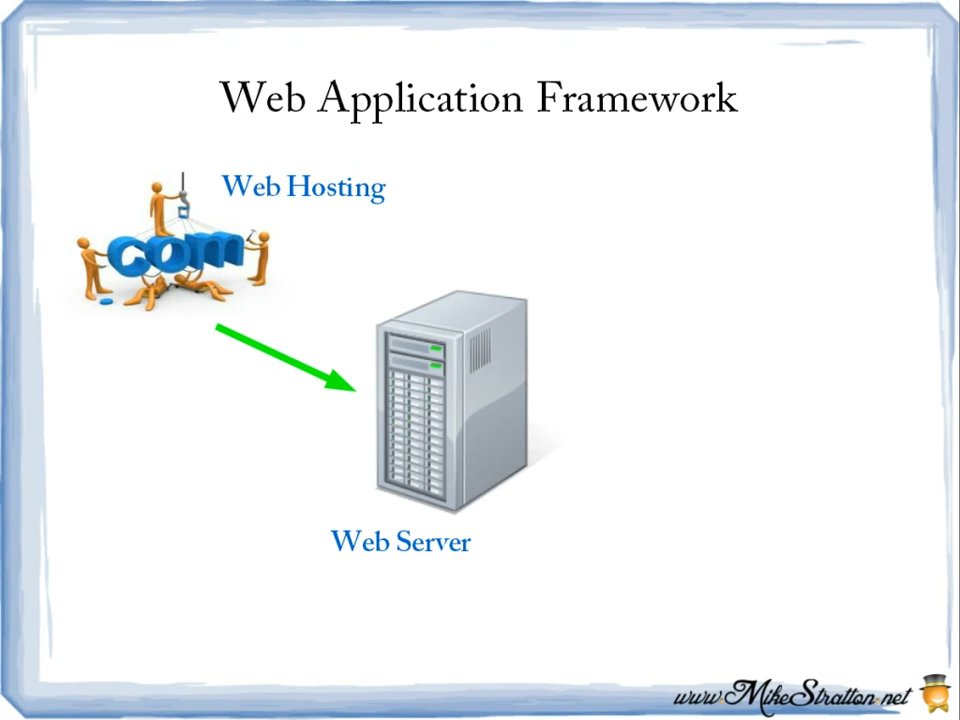 Web Application Framework
Web Hosting
com
Web Server
www.MikeStratton.net